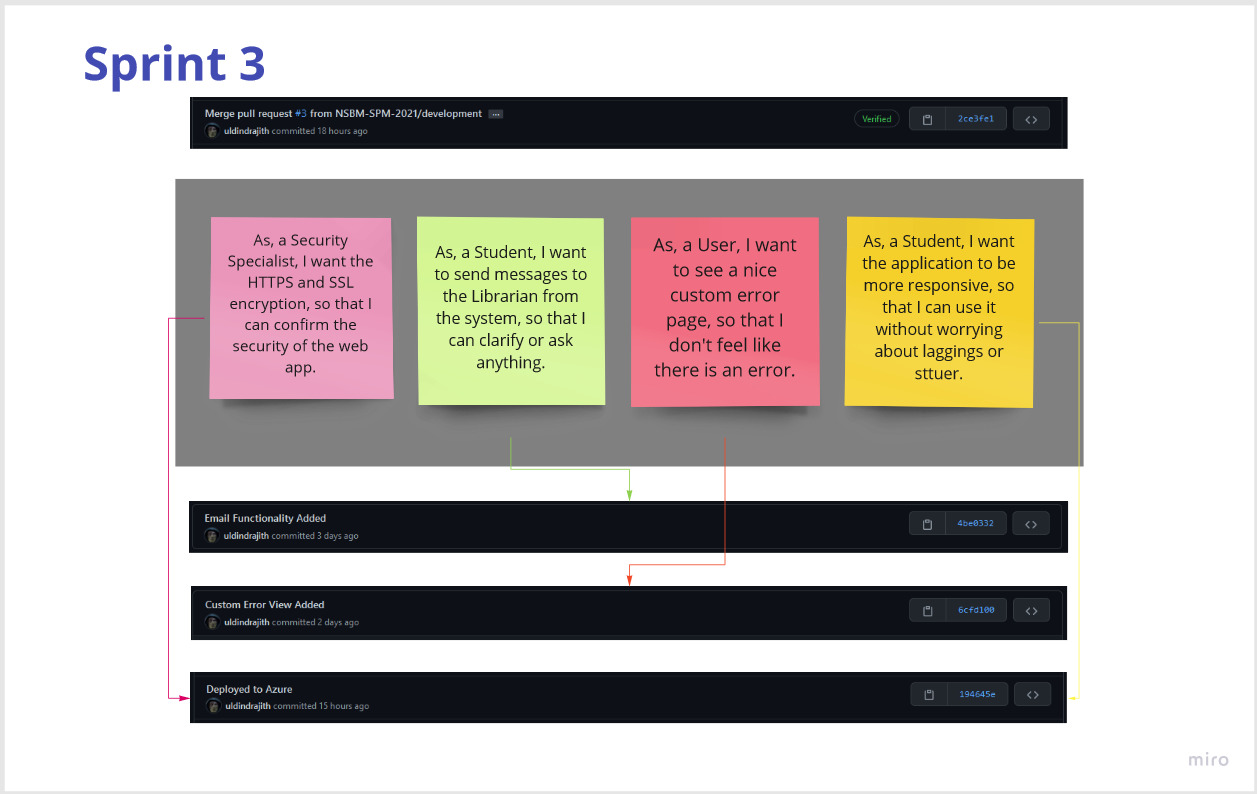 Sprint 3
Merge pull request #3 from NSBM-SPM-2021/development ...
uldindrajith committed 18 hours ago
Verified
2ce3fe1
As, a Security
Specialist, I want the
HTTPS and SSL
encryption, so that I
can confirm the
security of the web
app.
As, a Student, I want
to send messages to
the Librarian from
the system, so that I
can clarify or ask
anything.
As, a User, I want
to see a nice
custom error
page, so that I
don't feel like
there is an error.
As, a Student, I want
the application to be
more responsive, so
that I can use it
without worrying
about laggings or
sttuer.
Email Functionality Added
uldindrajith committed 3 days ago
4be0332
Custom Error View Added
uldindrajith committed 2 days ago
6cfd100
Deployed to Azure
uldindrajith committed 15 hours ago
194645e
miro